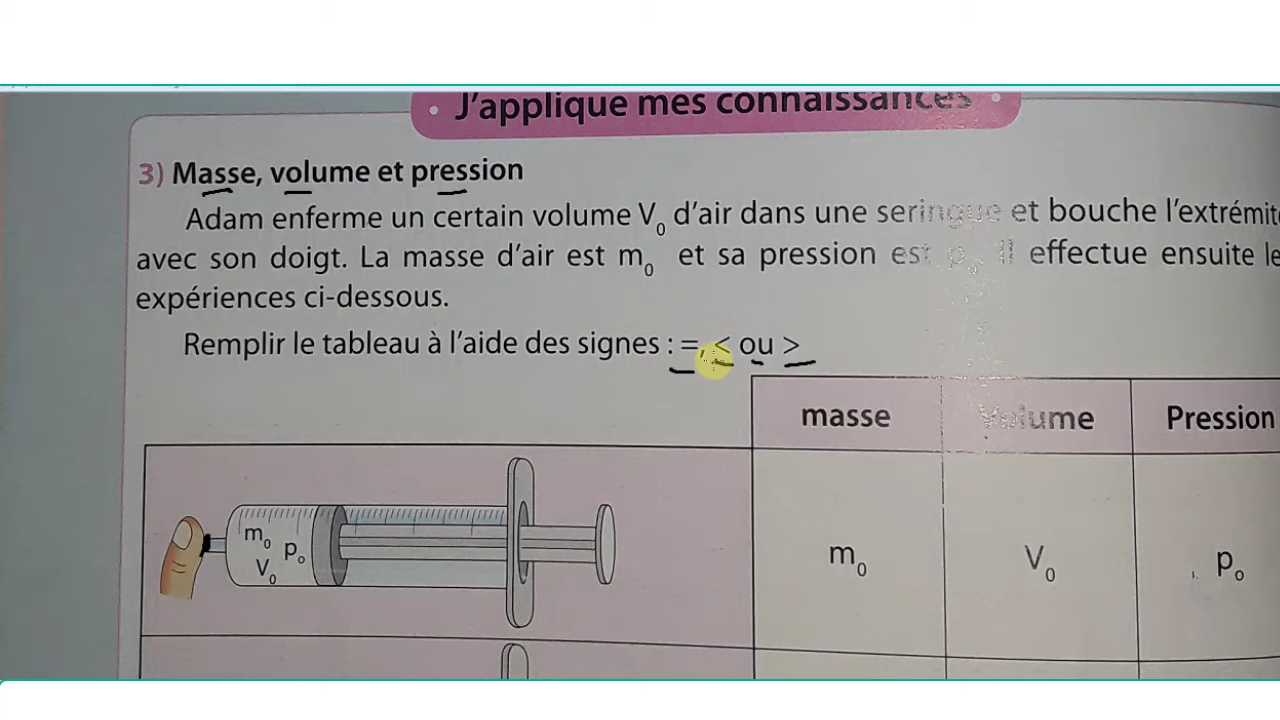 • J'applique mes connaissances •
3) Masse, volume et pression
Adam enferme un certain volume V₀ d'air dans une seringue et bouche l'extrémité
avec son doigt. La masse d'air est m₀ et sa pression est p₀. Il effectue ensuite le
expériences ci-dessous.
Remplir le tableau à l'aide des signes : =, < ou >
masse Volume Pression
m₀ p₀ V₀
m₀ V₀ p₀